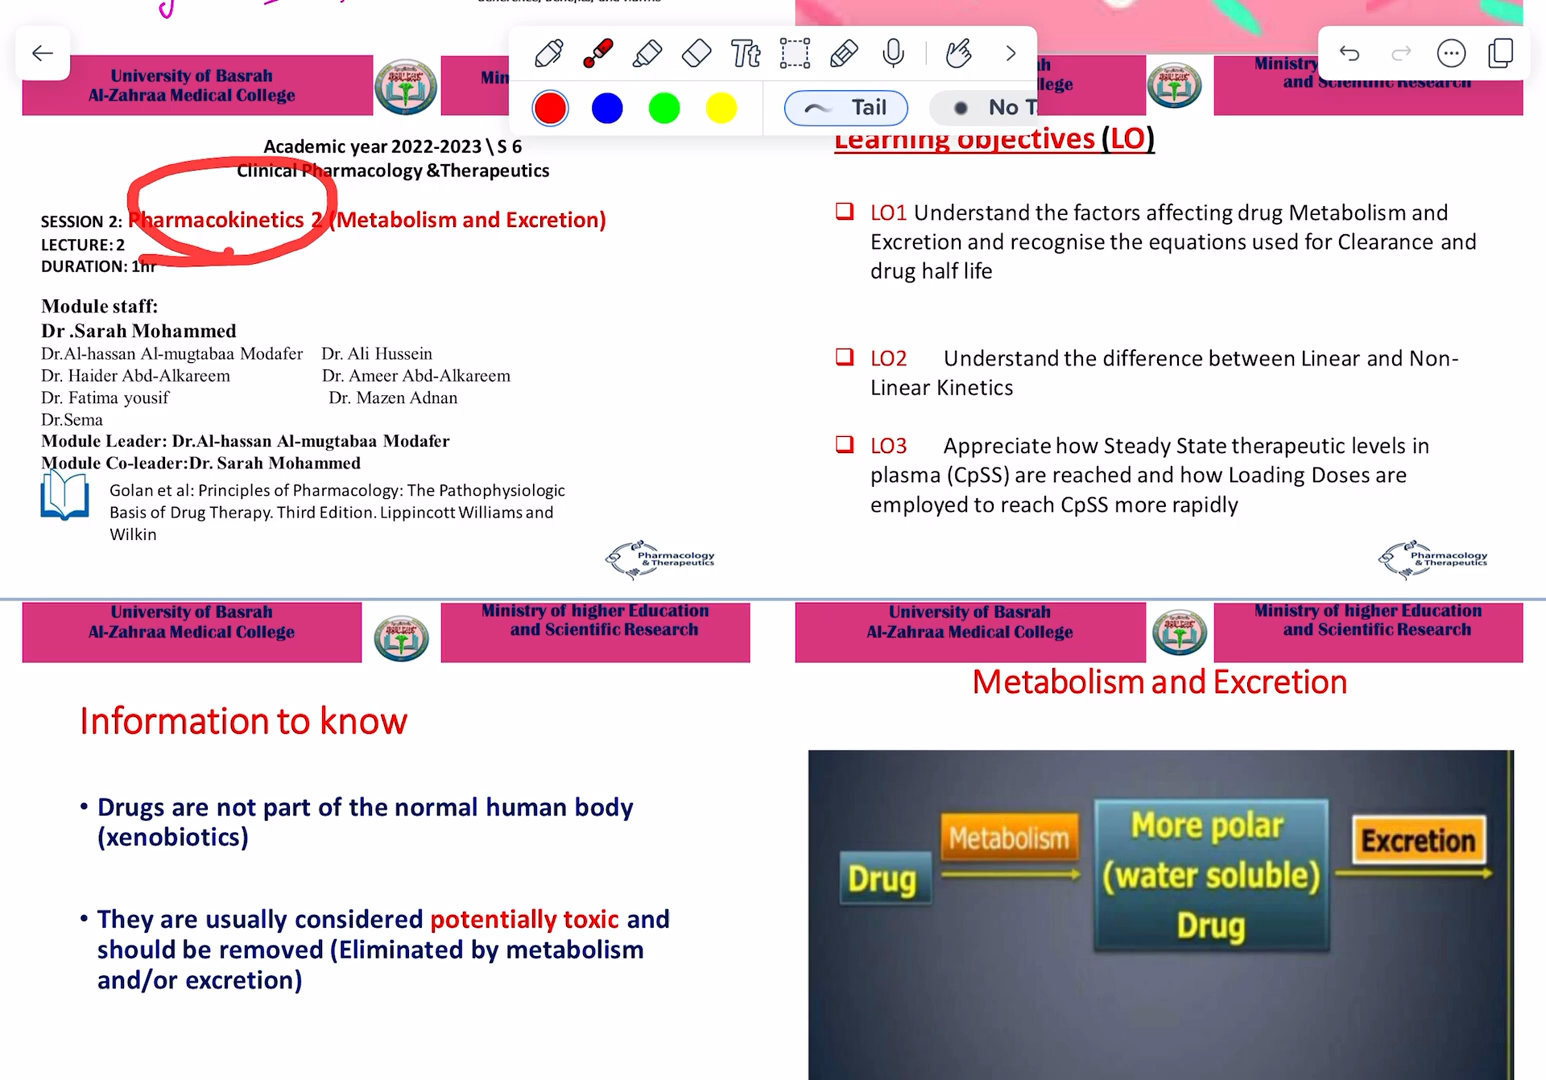 University of Basrah
Al-Zahraa Medical College
Academic year 2022-2023 \ S 6
Clinical Pharmacology &Therapeutics
SESSION 2: Pharmacokinetics 2 (Metabolism and Excretion)
LECTURE: 2
DURATION: 1hr
Module staff:
Dr .Sarah Mohammed
Dr.Al-hassan Al-mugtabaa Modafer Dr. Ali Hussein
Dr. Haider Abd-Alkareem Dr. Ameer Abd-Alkareem
Dr. Fatima yousif Dr. Mazen Adnan
Dr.Sema
Module Leader: Dr.Al-hassan Al-mugtabaa Modafer
Module Co-leader:Dr. Sarah Mohammed
Golan et al: Principles of Pharmacology: The Pathophysiologic
Basis of Drug Therapy. Third Edition. Lippincott Williams and
Wilkin
Pharmacology
& Therapeutics
Tt
Tail
No T
Ministry
and Scientific Research
Learning objectives (LO)
LO1 Understand the factors affecting drug Metabolism and
Excretion and recognise the equations used for Clearance and
drug half life
LO2 Understand the difference between Linear and Non-
Linear Kinetics
LO3 Appreciate how Steady State therapeutic levels in
plasma (CpSS) are reached and how Loading Doses are
employed to reach CpSS more rapidly
Pharmacology
& Therapeutics
University of Basrah
Al-Zahraa Medical College
Ministry of higher Education
and Scientific Research
Information to know
• Drugs are not part of the normal human body
(xenobiotics)
• They are usually considered potentially toxic and
should be removed (Eliminated by metabolism
and/or excretion)
University of Basrah
Al-Zahraa Medical College
Ministry of higher Education
and Scientific Research
Metabolism and Excretion
Drug
Metabolism
More polar
(water soluble)
Drug
Excretion